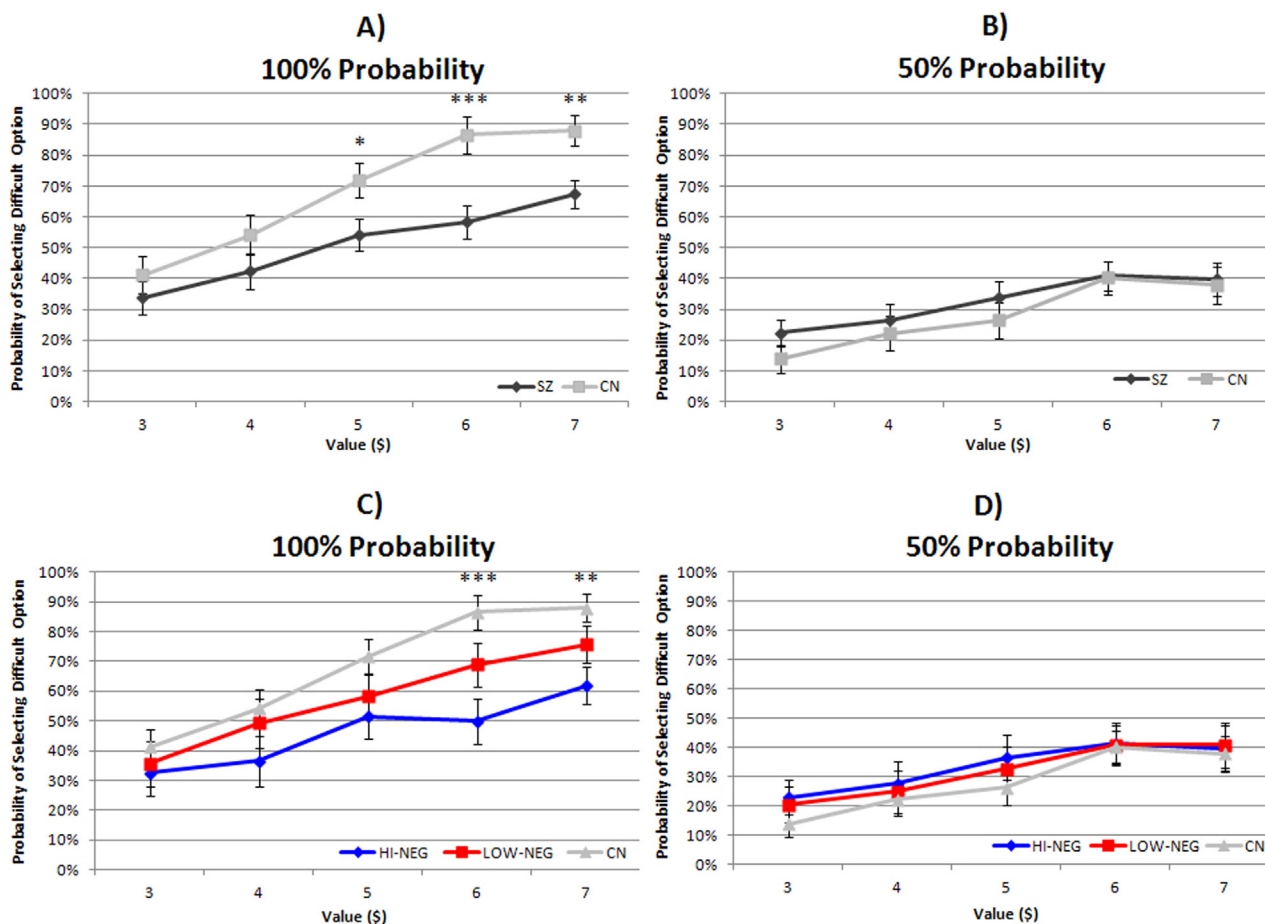 A)
100% Probability
Probability of Selecting Difficult Option
100%
90%
80%
70%
60%
50%
40%
30%
20%
10%
0%
* *** **
SZ CN
3 4 5 6 7
Value ($)
B)
50% Probability
Probability of Selecting Difficult Option
100%
90%
80%
70%
60%
50%
40%
30%
20%
10%
0%
SZ CN
3 4 5 6 7
Value ($)
C)
100% Probability
Probability of Selecting Difficult Option
100%
90%
80%
70%
60%
50%
40%
30%
20%
10%
0%
*** **
HI-NEG LOW-NEG CN
3 4 5 6 7
Value ($)
D)
50% Probability
Probability of Selecting Difficult Option
100%
90%
80%
70%
60%
50%
40%
30%
20%
10%
0%
HI-NEG LOW-NEG CN
3 4 5 6 7
Value ($)